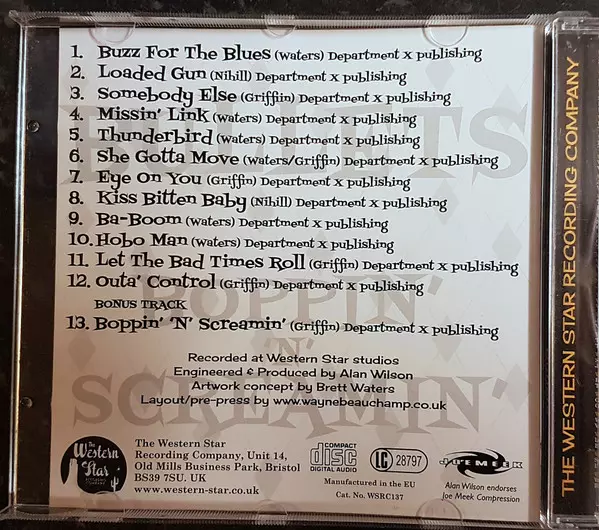 1. Buzz For The Blues (Waters) Department x publishing
2. Loaded Gun (Nihill) Department x publishing
3. Somebody Else (Griffin) Department x publishing
4. Missin' Link (Waters) Department x publishing
5. Thunderbird (Waters) Department x publishing
6. She Gotta Move (Waters/Griffin) Department x publishing
7. Eye On You (Griffin) Department x publishing
8. Kiss Bitten Baby (Nihill) Department x publishing
9. Ba-Boom (Waters) Department x publishing
10. Hobo Man (Waters) Department x publishing
11. Let The Bad Times Roll (Griffin) Department x publishing
12. Outa' Control (Griffin) Department x publishing
BONUS TRACK
13. Boppin' 'N' Screamin' (Griffin) Department x publishing
BULLETS
BOPPIN'
'N'
SCREAMIN'
Recorded at Western Star studios
Engineered & Produced by Alan Wilson
Artwork concept by Brett Waters
Layout/pre-press by www.waynebeauchamp.co.uk
The Western Star
The Western Star
Recording Company, Unit 14,
Old Mills Business Park, Bristol
BS39 7SU. UK
www.western-star.co.uk
COMPACT
disc
DIGITAL AUDIO
LC 28797
Manufactured in the EU
Cat. No. WSRC137
JOEMEEK
Alan Wilson endorses
Joe Meek Compression
THE WESTERN STAR RECORDING COMPANY